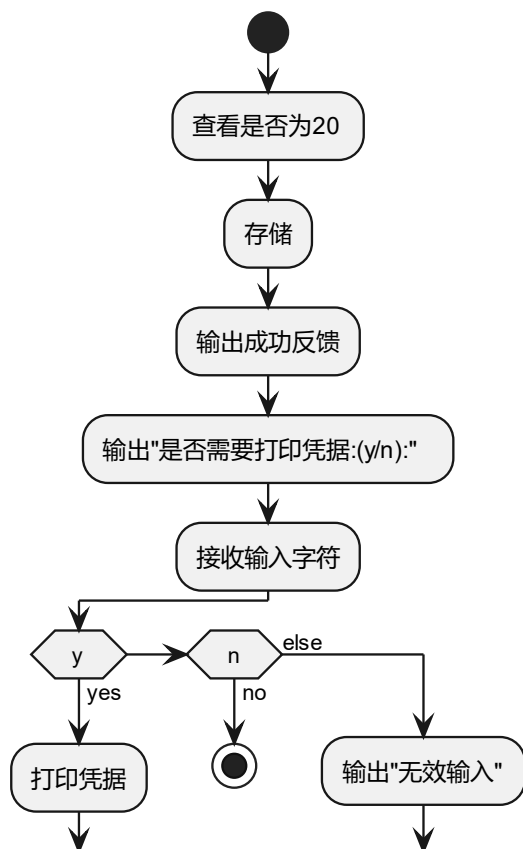 查看是否为20
存储
输出成功反馈
输出"是否需要打印凭据:(y/n):"
接收输入字符
y
n
else
yes
no
打印凭据
输出"无效输入"